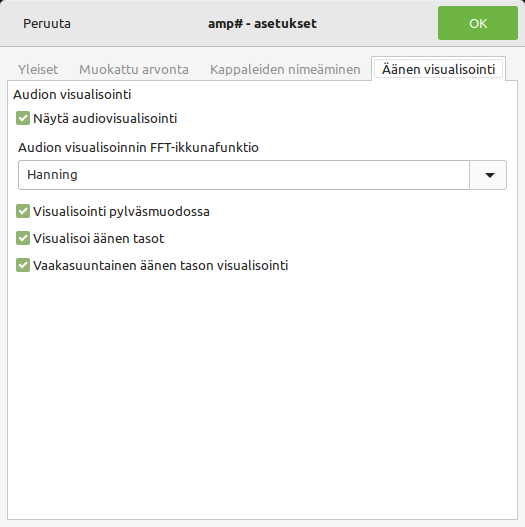 Peruuta
amp# - asetukset
OK
Yleiset
Muokattu arvonta
Kappaleiden nimeäminen
Äänen visualisointi
Audion visualisointi
Näytä audiovisualisointi
Audion visualisoinnin FFT-ikkunafunktio
Hanning
Visualisointi pylväsmuodossa
Visualisoi äänen tasot
Vaakasuuntainen äänen tason visualisointi